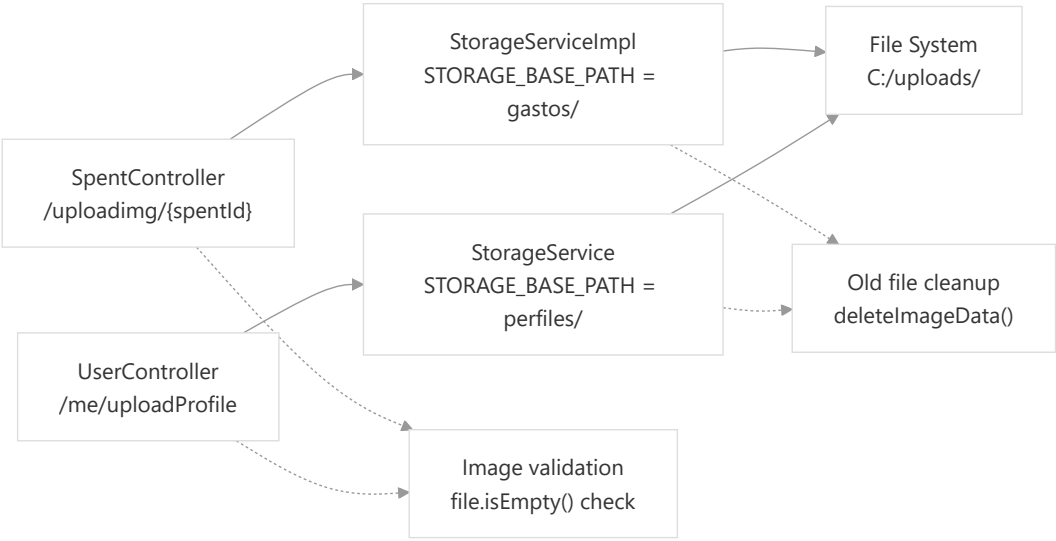 StorageServiceImpl
STORAGE_BASE_PATH =
gastos/
File System
C:/uploads/
SpentController
/uploadimg/{spentId}
StorageService
STORAGE_BASE_PATH =
perfiles/
Old file cleanup
deleteImageData()
UserController
/me/uploadProfile
Image validation
file.isEmpty() check